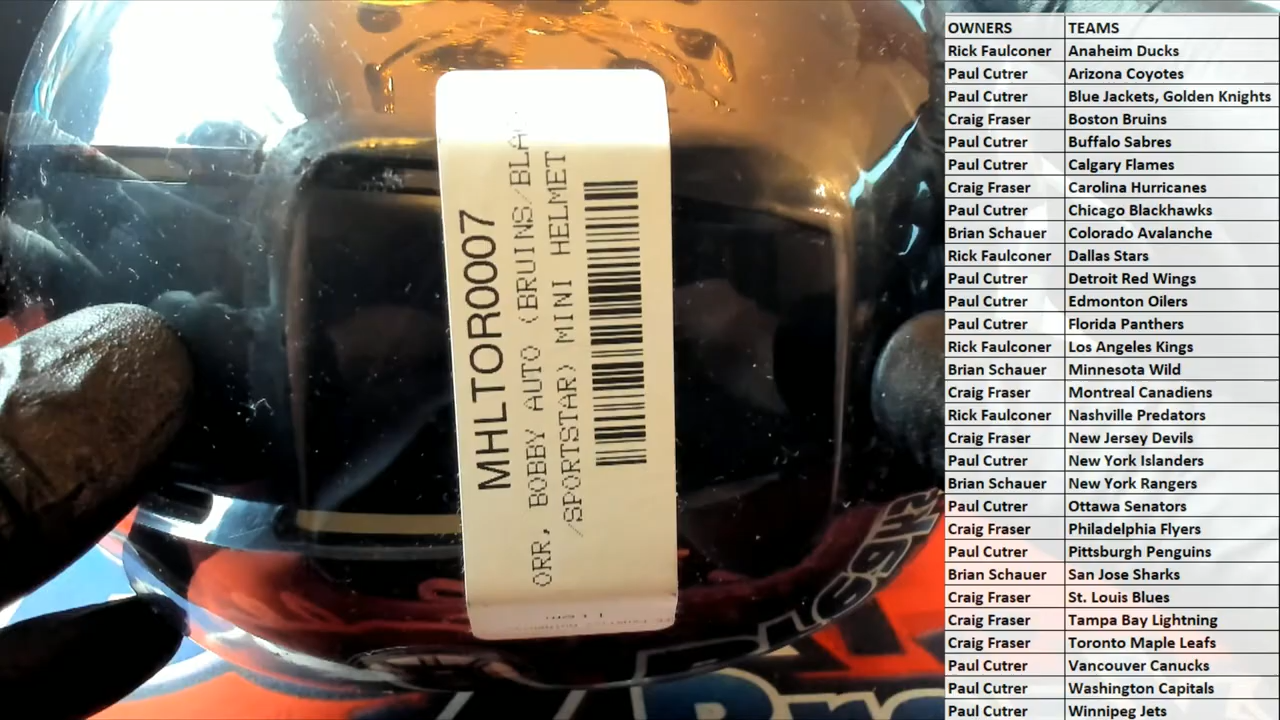 MHLTOR0007
ORR, BOBBY AUTO (BRUINS/BLA
/SPORTSTAR) MINI HELMET
OWNERS TEAMS
Rick Faulconer Anaheim Ducks
Paul Cutrer Arizona Coyotes
Paul Cutrer Blue Jackets, Golden Knights
Craig Fraser Boston Bruins
Paul Cutrer Buffalo Sabres
Paul Cutrer Calgary Flames
Craig Fraser Carolina Hurricanes
Paul Cutrer Chicago Blackhawks
Brian Schauer Colorado Avalanche
Rick Faulconer Dallas Stars
Paul Cutrer Detroit Red Wings
Paul Cutrer Edmonton Oilers
Paul Cutrer Florida Panthers
Rick Faulconer Los Angeles Kings
Brian Schauer Minnesota Wild
Craig Fraser Montreal Canadiens
Rick Faulconer Nashville Predators
Craig Fraser New Jersey Devils
Paul Cutrer New York Islanders
Brian Schauer New York Rangers
Paul Cutrer Ottawa Senators
Craig Fraser Philadelphia Flyers
Paul Cutrer Pittsburgh Penguins
Brian Schauer San Jose Sharks
Craig Fraser St. Louis Blues
Craig Fraser Tampa Bay Lightning
Craig Fraser Toronto Maple Leafs
Paul Cutrer Vancouver Canucks
Paul Cutrer Washington Capitals
Paul Cutrer Winnipeg Jets